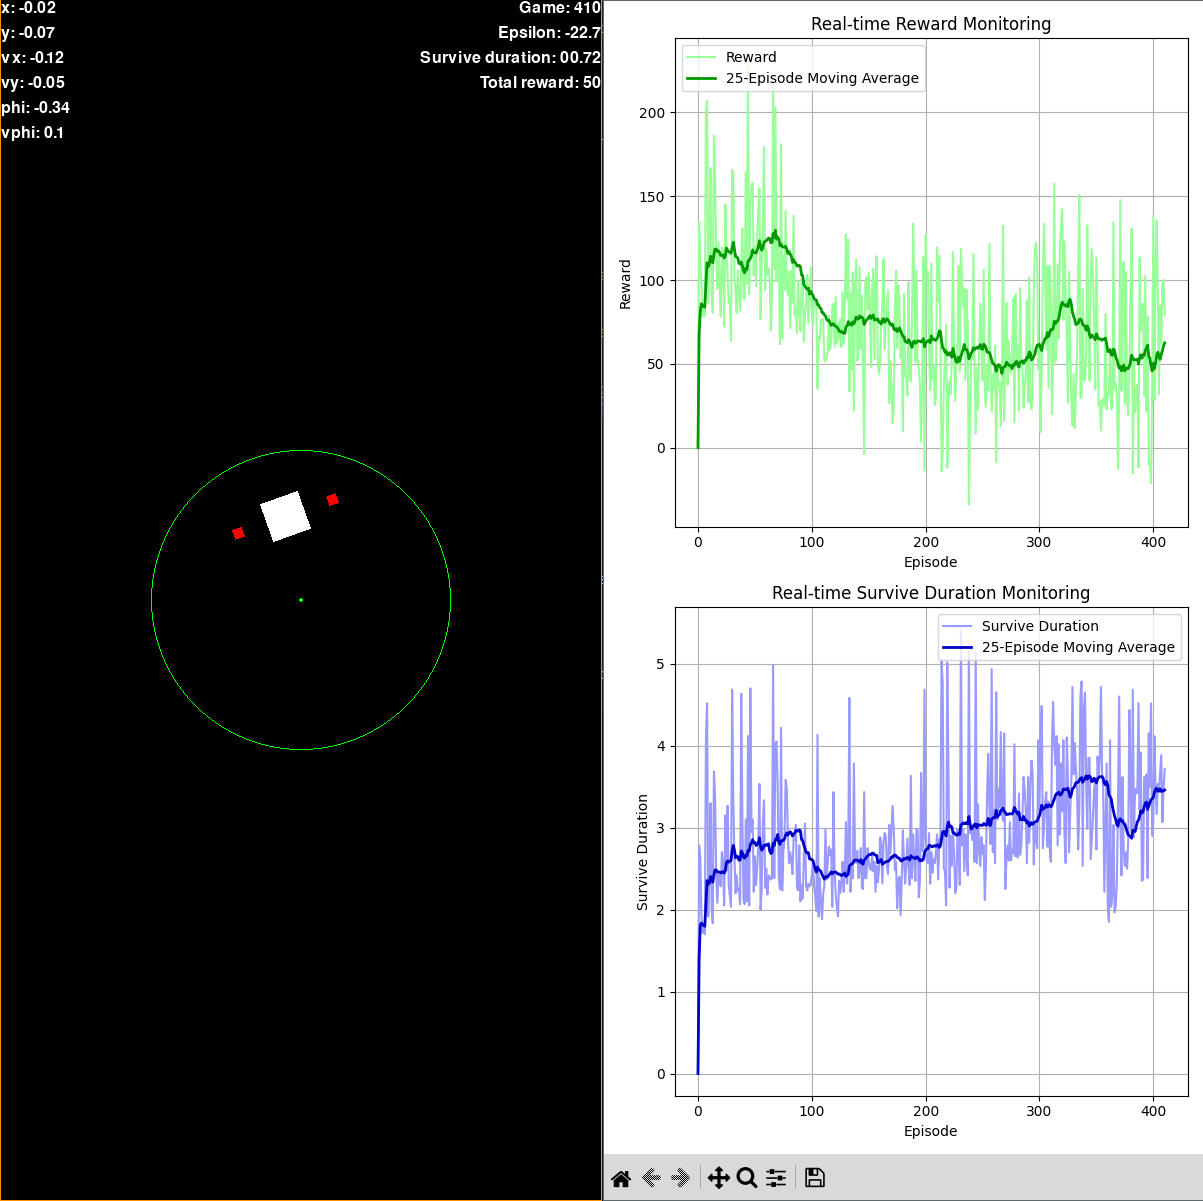 x: -0.02
y: -0.07
vx: -0.12
vy: -0.05
phi: -0.34
vphi: 0.1
Game: 410
Epsilon: -22.7
Survive duration: 00.72
Total reward: 50
Real-time Reward Monitoring
Reward
25-Episode Moving Average
200
150
100
50
0
Reward
0 100 200 300 400
Episode
Real-time Survive Duration Monitoring
Survive Duration
25-Episode Moving Average
5
4
3
2
1
0
Survive Duration
0 100 200 300 400
Episode